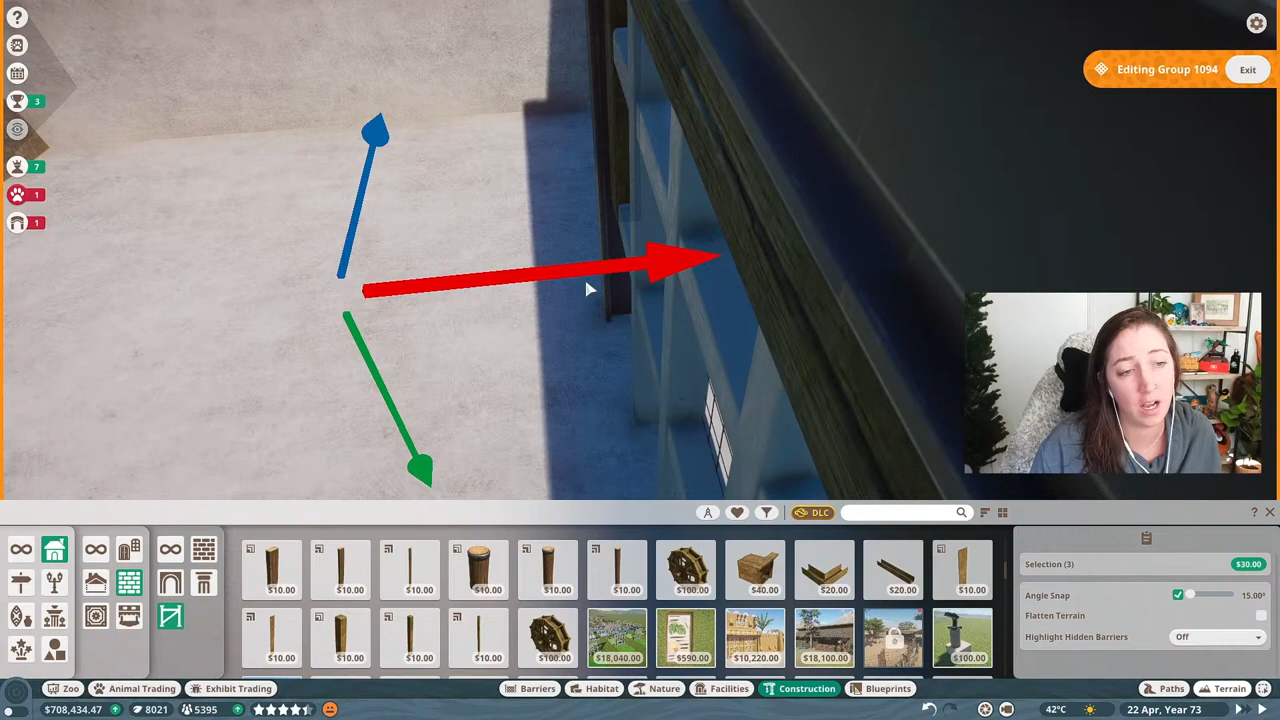 ?
Editing Group 1094
Exit
3
7
1
1
DLC
?
$10.00
$10.00
$10.00
$10.00
$10.00
$10.00
$100.00
$40.00
$20.00
$20.00
$10.00
$10.00
$10.00
$10.00
$10.00
$100.00
$18,040.00
$590.00
$10,220.00
$18,100.00
$100.00
Selection (3)
$30.00
Angle Snap
15.00°
Flatten Terrain
Highlight Hidden Barriers
Off
Zoo
Animal Trading
Exhibit Trading
Barriers
Habitat
Nature
Facilities
Construction
Blueprints
Paths
Terrain
$708,434.47
8021
5395
42°C
22 Apr, Year 73